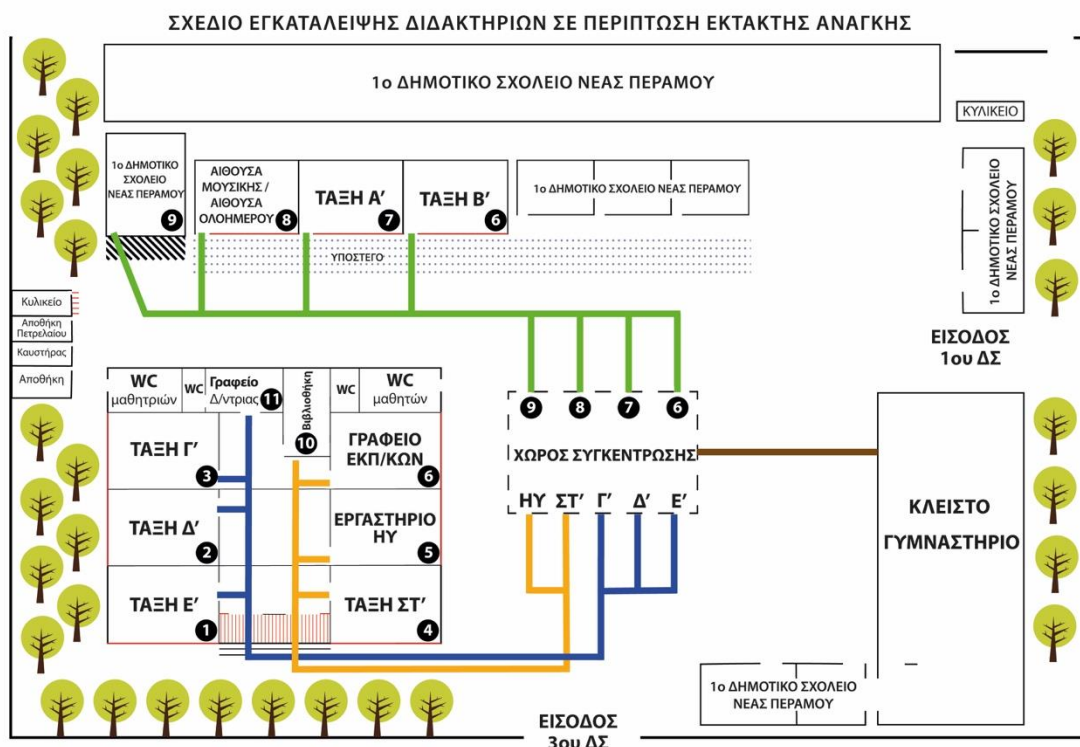 ΣΧΕΔΙΟ ΕΓΚΑΤΑΛΕΙΨΗΣ ΔΙΔΑΚΤΗΡΙΩΝ ΣΕ ΠΕΡΙΠΤΩΣΗ ΕΚΤΑΚΤΗΣ ΑΝΑΓΚΗΣ
1ο ΔΗΜΟΤΙΚΟ ΣΧΟΛΕΙΟ ΝΕΑΣ ΠΕΡΑΜΟΥ
ΚΥΛΙΚΕΙΟ
1ο ΔΗΜΟΤΙΚΟ
ΣΧΟΛΕΙΟ
ΝΕΑΣ ΠΕΡΑΜΟΥ
9
ΑΙΘΟΥΣΑ
ΜΟΥΣΙΚΗΣ /
ΑΙΘΟΥΣΑ
ΟΛΟΗΜΕΡΟΥ
8
ΤΑΞΗ Α'
7
ΤΑΞΗ Β'
6
1ο ΔΗΜΟΤΙΚΟ ΣΧΟΛΕΙΟ ΝΕΑΣ ΠΕΡΑΜΟΥ
1ο ΔΗΜΟΤΙΚΟ ΣΧΟΛΕΙΟ
ΝΕΑΣ ΠΕΡΑΜΟΥ
ΥΠΟΣΤΕΓΟ
Κυλικείο
Αποθήκη
Πετρελαίου
Καυστήρας
Αποθήκη
ΕΙΣΟΔΟΣ
1ου ΔΣ
WC
μαθητριών
WC
Γραφείο
Δ/ντριας
11
Βιβλιοθήκη
10
WC
WC
μαθητών
ΤΑΞΗ Γ'
3
ΓΡΑΦΕΙΟ
ΕΚΠ/ΚΩΝ
6
ΤΑΞΗ Δ'
2
ΕΡΓΑΣΤΗΡΙΟ
ΗΥ
5
ΤΑΞΗ Ε'
1
ΤΑΞΗ ΣΤ'
4
9 8 7 6
ΧΩΡΟΣ ΣΥΓΚΕΝΤΡΩΣΗΣ
ΗΥ ΣΤ' Γ' Δ' Ε'
ΚΛΕΙΣΤΟ
ΓΥΜΝΑΣΤΗΡΙΟ
1ο ΔΗΜΟΤΙΚΟ ΣΧΟΛΕΙΟ
ΝΕΑΣ ΠΕΡΑΜΟΥ
ΕΙΣΟΔΟΣ
3ου ΔΣ